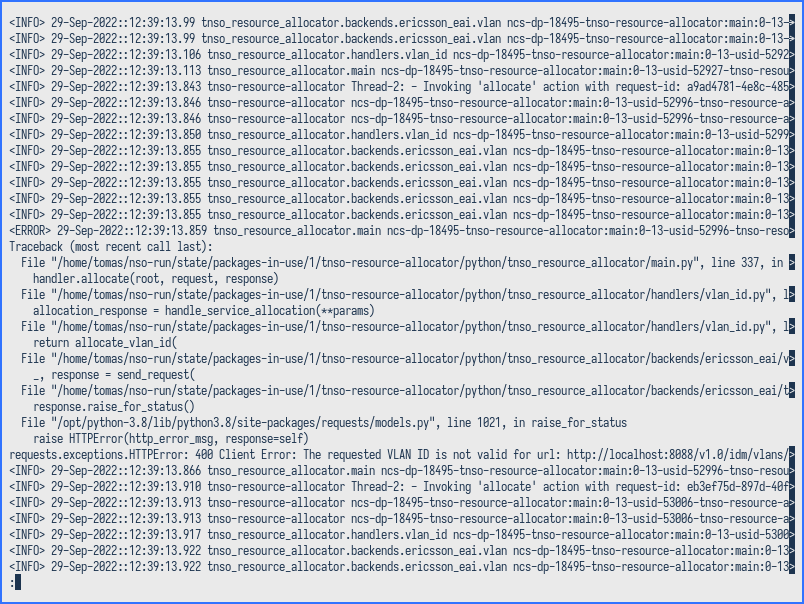 <INFO> 29-Sep-2022::12:39:13.99 tnso_resource_allocator.backends.ericsson_eai.vlan ncs-dp-18495-tnso-resource-allocator:main:0-13->
<INFO> 29-Sep-2022::12:39:13.99 tnso_resource_allocator.backends.ericsson_eai.vlan ncs-dp-18495-tnso-resource-allocator:main:0-13->
<INFO> 29-Sep-2022::12:39:13.106 tnso_resource_allocator.handlers.vlan_id ncs-dp-18495-tnso-resource-allocator:main:0-13-usid-5292>
<INFO> 29-Sep-2022::12:39:13.113 tnso_resource_allocator.main ncs-dp-18495-tnso-resource-allocator:main:0-13-usid-52927-tnso-resou>
<INFO> 29-Sep-2022::12:39:13.843 tnso-resource-allocator Thread-2: - Invoking 'allocate' action with request-id: a9ad4781-4e8c-485>
<INFO> 29-Sep-2022::12:39:13.846 tnso-resource-allocator ncs-dp-18495-tnso-resource-allocator:main:0-13-usid-52996-tnso-resource-a>
<INFO> 29-Sep-2022::12:39:13.846 tnso-resource-allocator ncs-dp-18495-tnso-resource-allocator:main:0-13-usid-52996-tnso-resource-a>
<INFO> 29-Sep-2022::12:39:13.850 tnso_resource_allocator.handlers.vlan_id ncs-dp-18495-tnso-resource-allocator:main:0-13-usid-5299>
<INFO> 29-Sep-2022::12:39:13.855 tnso_resource_allocator.backends.ericsson_eai.vlan ncs-dp-18495-tnso-resource-allocator:main:0-13>
<INFO> 29-Sep-2022::12:39:13.855 tnso_resource_allocator.backends.ericsson_eai.vlan ncs-dp-18495-tnso-resource-allocator:main:0-13>
<INFO> 29-Sep-2022::12:39:13.855 tnso_resource_allocator.backends.ericsson_eai.vlan ncs-dp-18495-tnso-resource-allocator:main:0-13>
<INFO> 29-Sep-2022::12:39:13.855 tnso_resource_allocator.backends.ericsson_eai.vlan ncs-dp-18495-tnso-resource-allocator:main:0-13>
<INFO> 29-Sep-2022::12:39:13.855 tnso_resource_allocator.backends.ericsson_eai.vlan ncs-dp-18495-tnso-resource-allocator:main:0-13>
<ERROR> 29-Sep-2022::12:39:13.859 tnso_resource_allocator.main ncs-dp-18495-tnso-resource-allocator:main:0-13-usid-52996-tnso-reso>
Traceback (most recent call last):
  File "/home/tomas/nso-run/state/packages-in-use/1/tnso-resource-allocator/python/tnso_resource_allocator/main.py", line 337, in >
    handler.allocate(root, request, response)
  File "/home/tomas/nso-run/state/packages-in-use/1/tnso-resource-allocator/python/tnso_resource_allocator/handlers/vlan_id.py", l>
    allocation_response = handle_service_allocation(**params)
  File "/home/tomas/nso-run/state/packages-in-use/1/tnso-resource-allocator/python/tnso_resource_allocator/handlers/vlan_id.py", l>
    return allocate_vlan_id(
  File "/home/tomas/nso-run/state/packages-in-use/1/tnso-resource-allocator/python/tnso_resource_allocator/backends/ericsson_eai/v>
    _, response = send_request(
  File "/home/tomas/nso-run/state/packages-in-use/1/tnso-resource-allocator/python/tnso_resource_allocator/backends/ericsson_eai/t>
    response.raise_for_status()
  File "/opt/python-3.8/lib/python3.8/site-packages/requests/models.py", line 1021, in raise_for_status
    raise HTTPError(http_error_msg, response=self)
requests.exceptions.HTTPError: 400 Client Error: The requested VLAN ID is not valid for url: http://localhost:8088/v1.0/idm/vlans/>
<INFO> 29-Sep-2022::12:39:13.866 tnso_resource_allocator.main ncs-dp-18495-tnso-resource-allocator:main:0-13-usid-52996-tnso-resou>
<INFO> 29-Sep-2022::12:39:13.910 tnso-resource-allocator Thread-2: - Invoking 'allocate' action with request-id: eb3ef75d-897d-40f>
<INFO> 29-Sep-2022::12:39:13.913 tnso-resource-allocator ncs-dp-18495-tnso-resource-allocator:main:0-13-usid-53006-tnso-resource-a>
<INFO> 29-Sep-2022::12:39:13.913 tnso-resource-allocator ncs-dp-18495-tnso-resource-allocator:main:0-13-usid-53006-tnso-resource-a>
<INFO> 29-Sep-2022::12:39:13.917 tnso_resource_allocator.handlers.vlan_id ncs-dp-18495-tnso-resource-allocator:main:0-13-usid-5300>
<INFO> 29-Sep-2022::12:39:13.922 tnso_resource_allocator.backends.ericsson_eai.vlan ncs-dp-18495-tnso-resource-allocator:main:0-13>
<INFO> 29-Sep-2022::12:39:13.922 tnso_resource_allocator.backends.ericsson_eai.vlan ncs-dp-18495-tnso-resource-allocator:main:0-13>
: